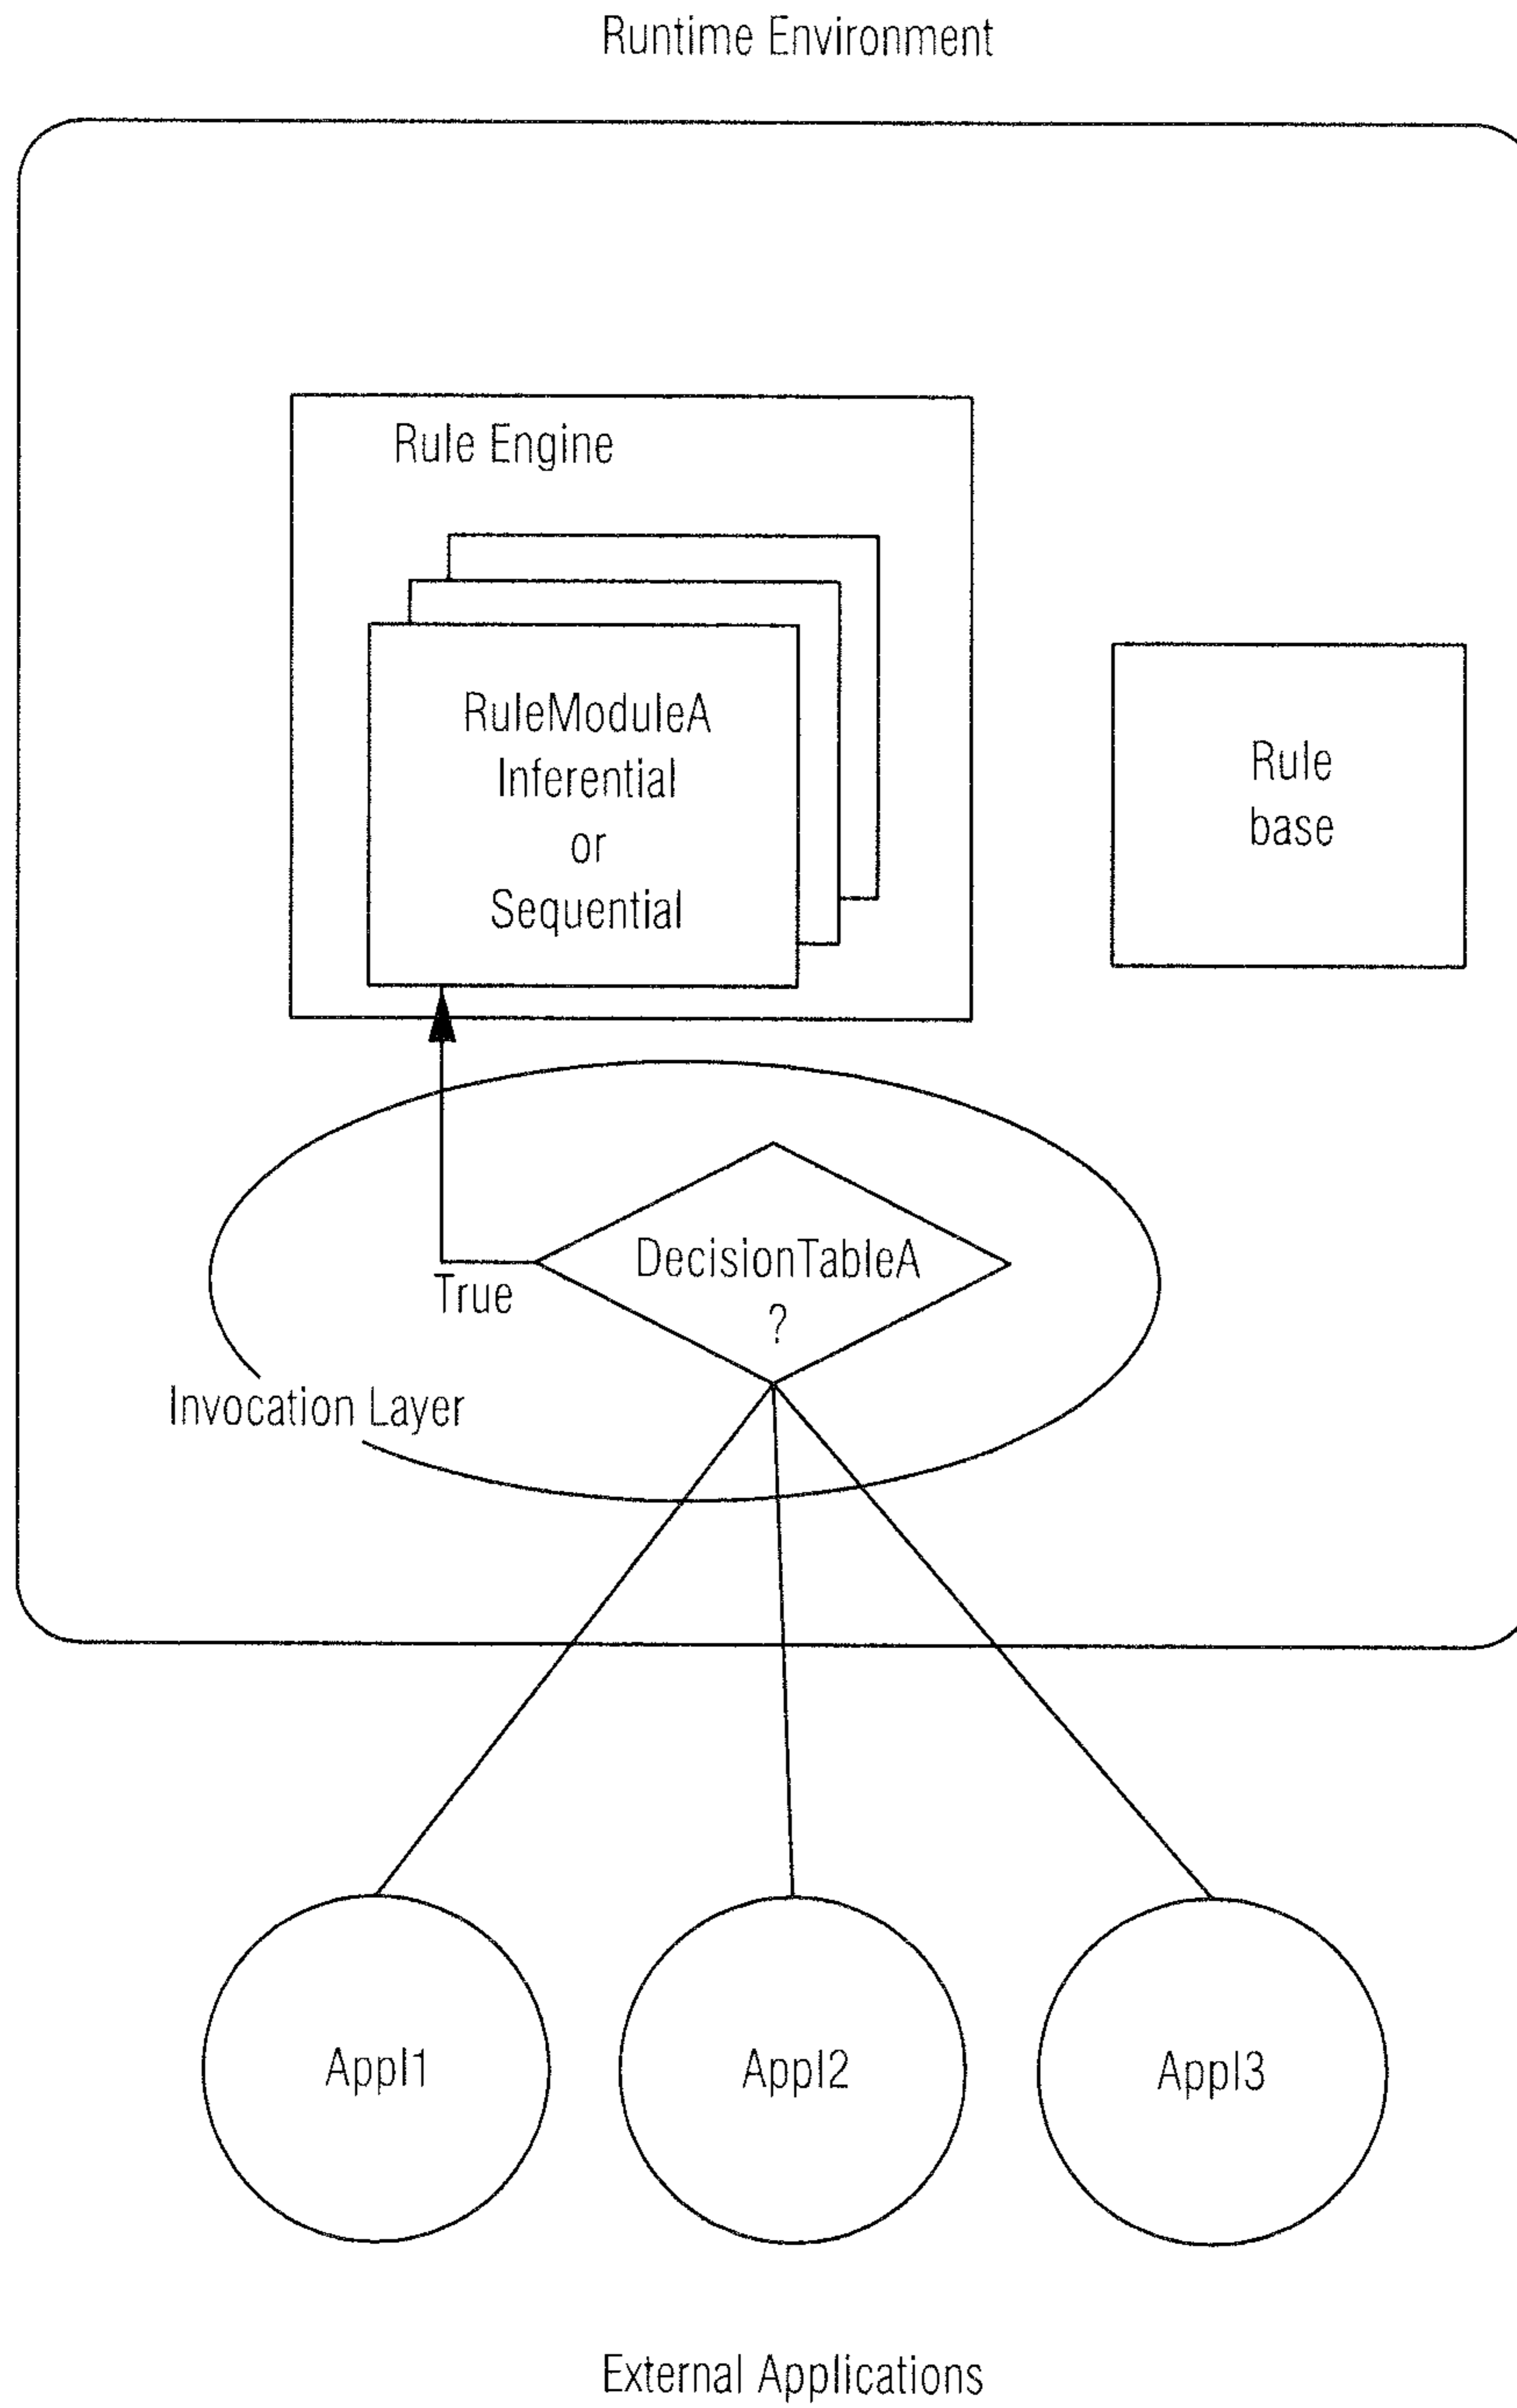 Runtime Environment
Rule Engine
RuleModuleA
Inferential
or
Sequential
Rule
base
DecisionTableA
?
True
Invocation Layer
Appl1
Appl2
Appl3
External Applications